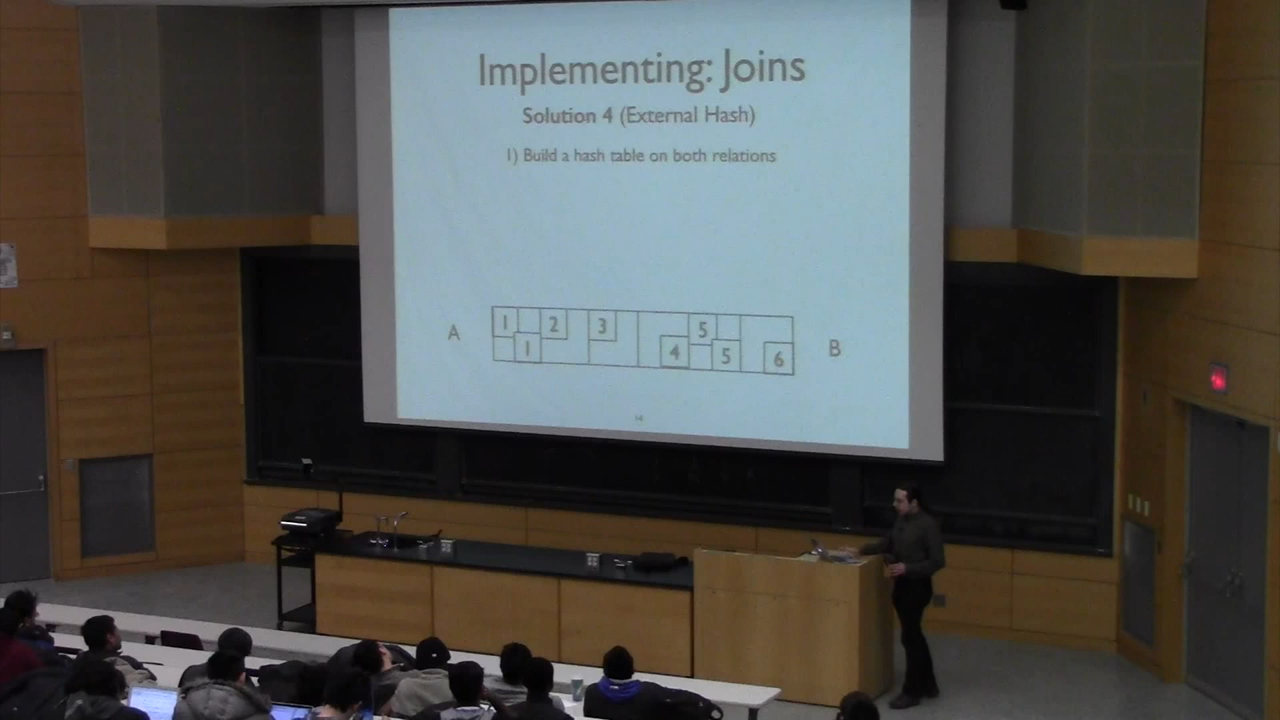 Implementing: Joins
Solution 4 (External Hash)
1) Build a hash table on both relations
A 1 2 3 5 B
1 4 5 6
14